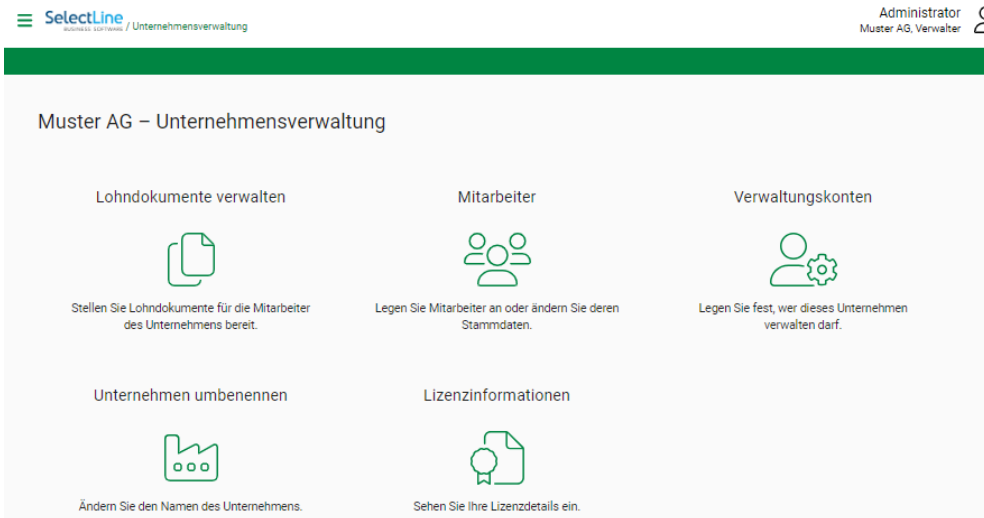 SelectLine
BUSINESS SOFTWARE / Unternehmensverwaltung
Administrator
Muster AG, Verwalter
Muster AG – Unternehmensverwaltung
Lohndokumente verwalten
Stellen Sie Lohndokumente für die Mitarbeiter
des Unternehmens bereit.
Mitarbeiter
Legen Sie Mitarbeiter an oder ändern Sie deren
Stammdaten.
Verwaltungskonten
Legen Sie fest, wer dieses Unternehmen
verwalten darf.
Unternehmen umbenennen
Ändern Sie den Namen des Unternehmens.
Lizenzinformationen
Sehen Sie Ihre Lizenzdetails ein.